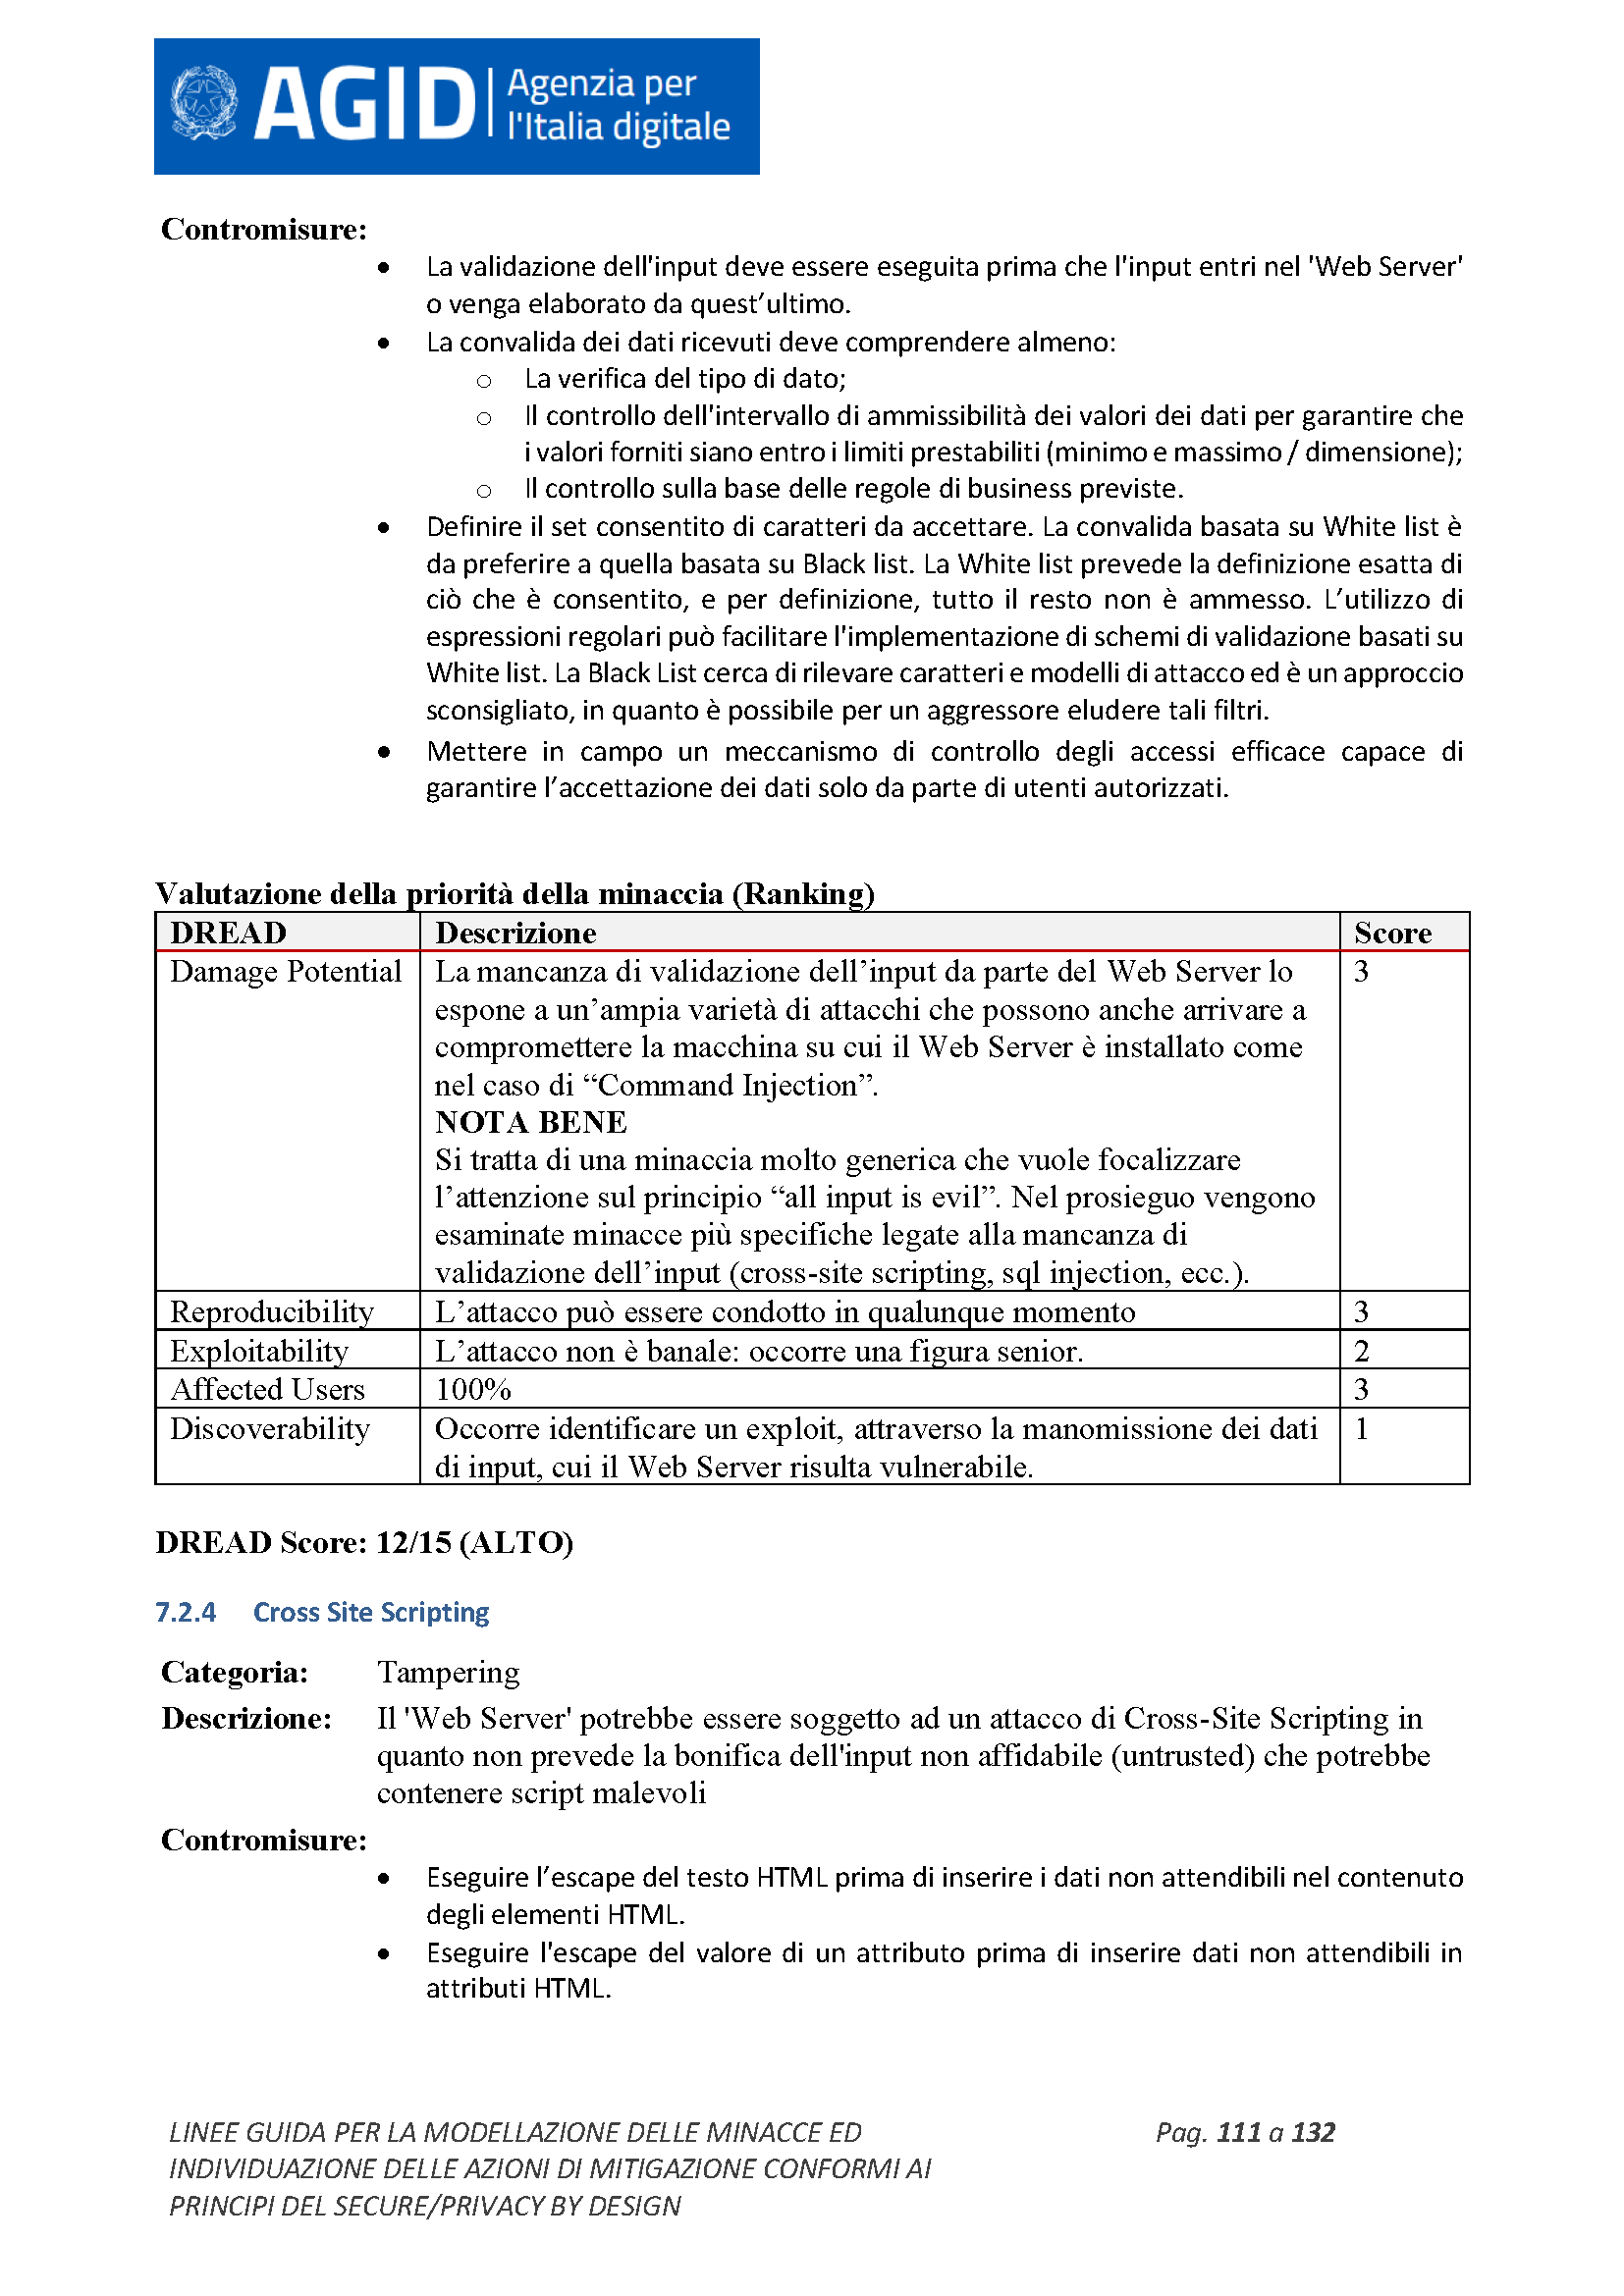 AGID | Agenzia per
l'Italia digitale
Contromisure:
• La validazione dell'input deve essere eseguita prima che l'input entri nel 'Web Server'
o venga elaborato da quest’ultimo.
• La convalida dei dati ricevuti deve comprendere almeno:
o La verifica del tipo di dato;
o Il controllo dell'intervallo di ammissibilità dei valori dei dati per garantire che
i valori forniti siano entro i limiti prestabiliti (minimo e massimo / dimensione);
o Il controllo sulla base delle regole di business previste.
• Definire il set consentito di caratteri da accettare. La convalida basata su White list è
da preferire a quella basata su Black list. La White list prevede la definizione esatta di
ciò che è consentito, e per definizione, tutto il resto non è ammesso. L’utilizzo di
espressioni regolari può facilitare l'implementazione di schemi di validazione basati su
White list. La Black List cerca di rilevare caratteri e modelli di attacco ed è un approccio
sconsigliato, in quanto è possibile per un aggressore eludere tali filtri.
• Mettere in campo un meccanismo di controllo degli accessi efficace capace di
garantire l’accettazione dei dati solo da parte di utenti autorizzati.
Valutazione della priorità della minaccia (Ranking)
DREAD Descrizione Score
Damage Potential La mancanza di validazione dell’input da parte del Web Server lo 3
espone a un’ampia varietà di attacchi che possono anche arrivare a
compromettere la macchina su cui il Web Server è installato come
nel caso di “Command Injection”.
NOTA BENE
Si tratta di una minaccia molto generica che vuole focalizzare
l’attenzione sul principio “all input is evil”. Nel prosieguo vengono
esaminate minacce più specifiche legate alla mancanza di
validazione dell’input (cross-site scripting, sql injection, ecc.).
Reproducibility L’attacco può essere condotto in qualunque momento 3
Exploitability L’attacco non è banale: occorre una figura senior. 2
Affected Users 100% 3
Discoverability Occorre identificare un exploit, attraverso la manomissione dei dati 1
di input, cui il Web Server risulta vulnerabile.
DREAD Score: 12/15 (ALTO)
7.2.4 Cross Site Scripting
Categoria: Tampering
Descrizione: Il 'Web Server' potrebbe essere soggetto ad un attacco di Cross-Site Scripting in
quanto non prevede la bonifica dell'input non affidabile (untrusted) che potrebbe
contenere script malevoli
Contromisure:
• Eseguire l’escape del testo HTML prima di inserire i dati non attendibili nel contenuto
degli elementi HTML.
• Eseguire l'escape del valore di un attributo prima di inserire dati non attendibili in
attributi HTML.
LINEE GUIDA PER LA MODELLAZIONE DELLE MINACCE ED Pag. 111 a 132
INDIVIDUAZIONE DELLE AZIONI DI MITIGAZIONE CONFORMI AI
PRINCIPI DEL SECURE/PRIVACY BY DESIGN